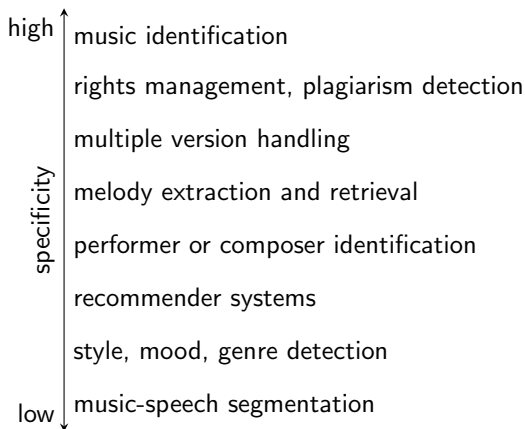 high
music identification
rights management, plagiarism detection
multiple version handling
melody extraction and retrieval
specificity
performer or composer identification
recommender systems
style, mood, genre detection
low
music-speech segmentation